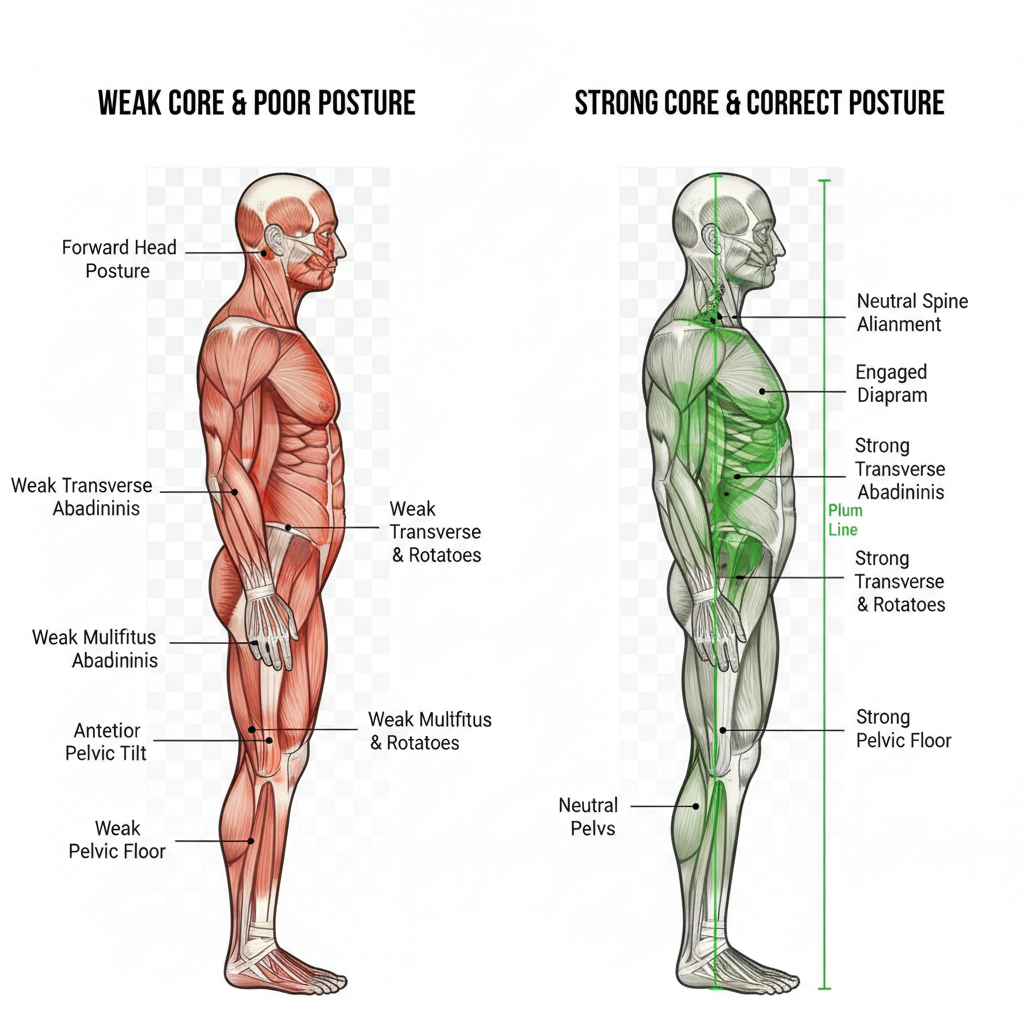 WEAK CORE & POOR POSTURE
Forward Head
Posture
Weak Transverse
Abadininis
Weak
Transverse
& Rotatoes
Weak Mulifitus
Abadininis
Antetior
Pelvic Tilt
Weak Multfitus
& Rotatoes
Weak
Pelvic Floor
STRONG CORE & CORRECT POSTURE
Neutral Spine
Alianment
Engaged
Diapram
Strong
Transverse
Abadininis
Plum
Line
Strong
Transverse
& Rotatoes
Strong
Pelvic Floor
Neutral
Pelvs